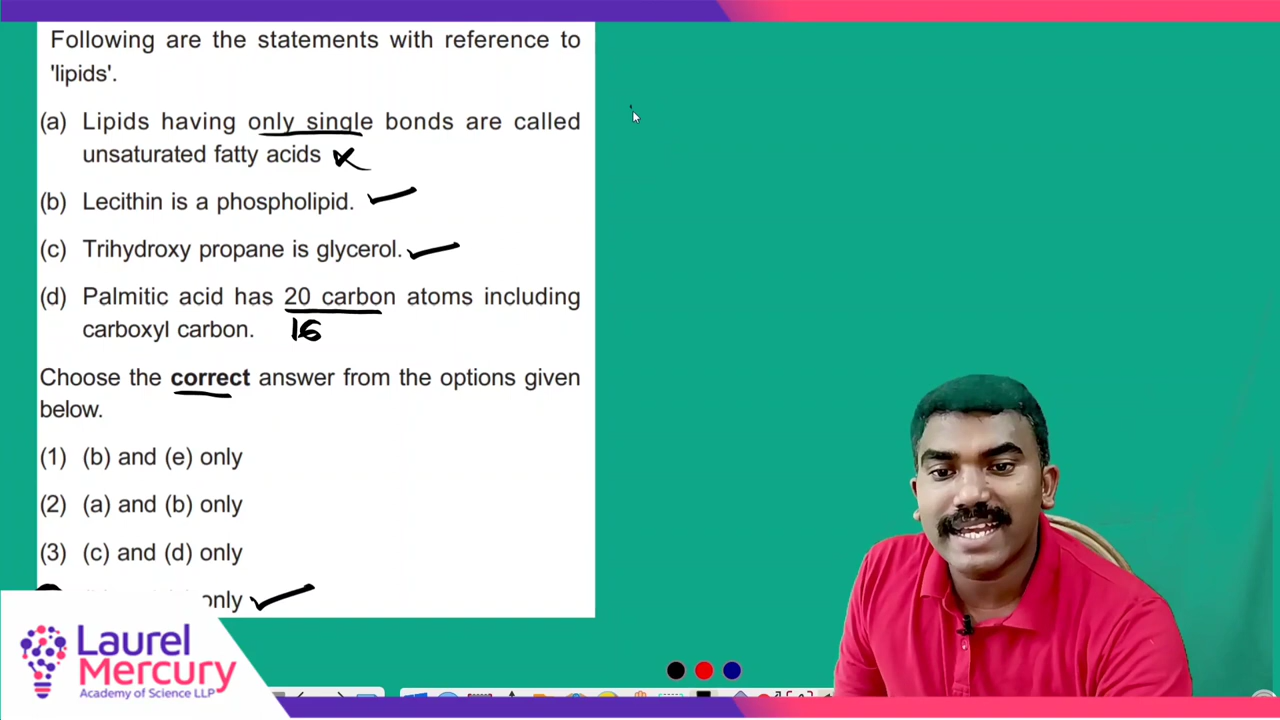 Following are the statements with reference to
'lipids'.
(a) Lipids having only single bonds are called
unsaturated fatty acids
(b) Lecithin is a phospholipid.
(c) Trihydroxy propane is glycerol.
(d) Palmitic acid has 20 carbon atoms including
carboxyl carbon. 16
Choose the correct answer from the options given
below.
(1) (b) and (e) only
(2) (a) and (b) only
(3) (c) and (d) only
only
Laurel
Mercury
Academy of Science LLP